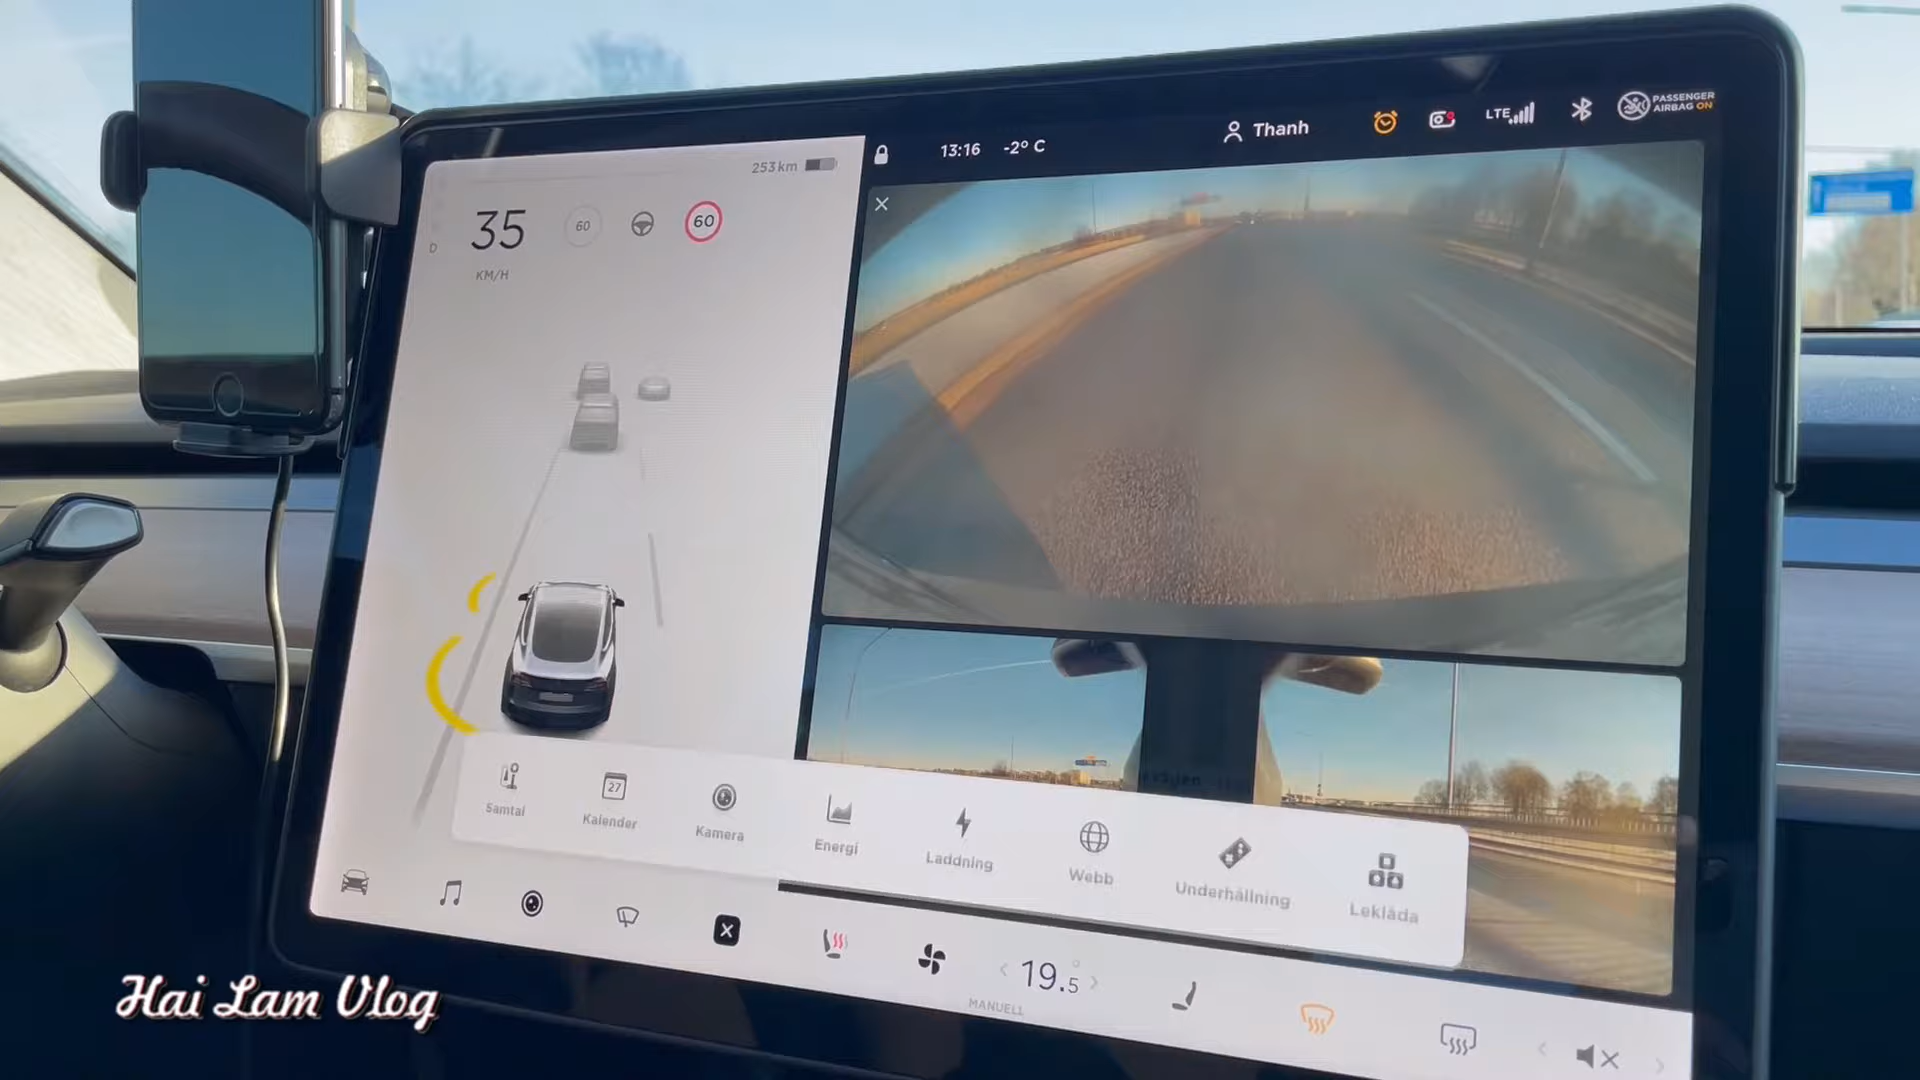 PASSENGER
AIRBAG ON
LTE
Thanh
13:16 -2° C
253 km
35
60
60
D
KM/H
27
Samtal
Kalender
Kamera
Energi
Laddning
Webb
Underhållning
Leklåda
19.5
MANUELL
Hai Lam Vlog